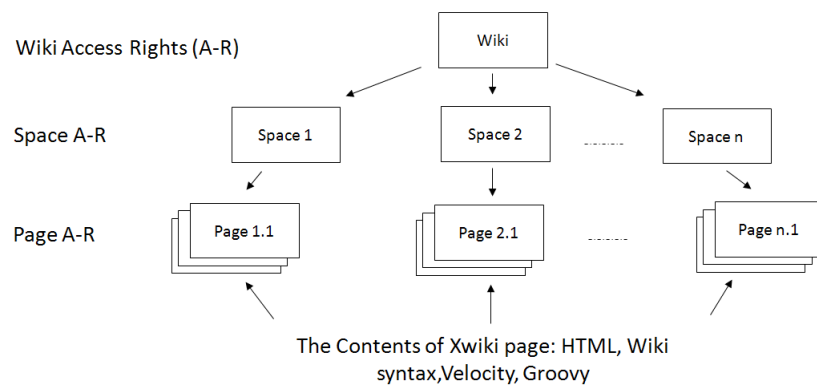 Wiki Access Rights (A-R)
Wiki
Space A-R
Space 1
Space 2
Space n
Page A-R
Page 1.1
Page 2.1
Page n.1
The Contents of Xwiki page: HTML, Wiki
syntax,Velocity, Groovy